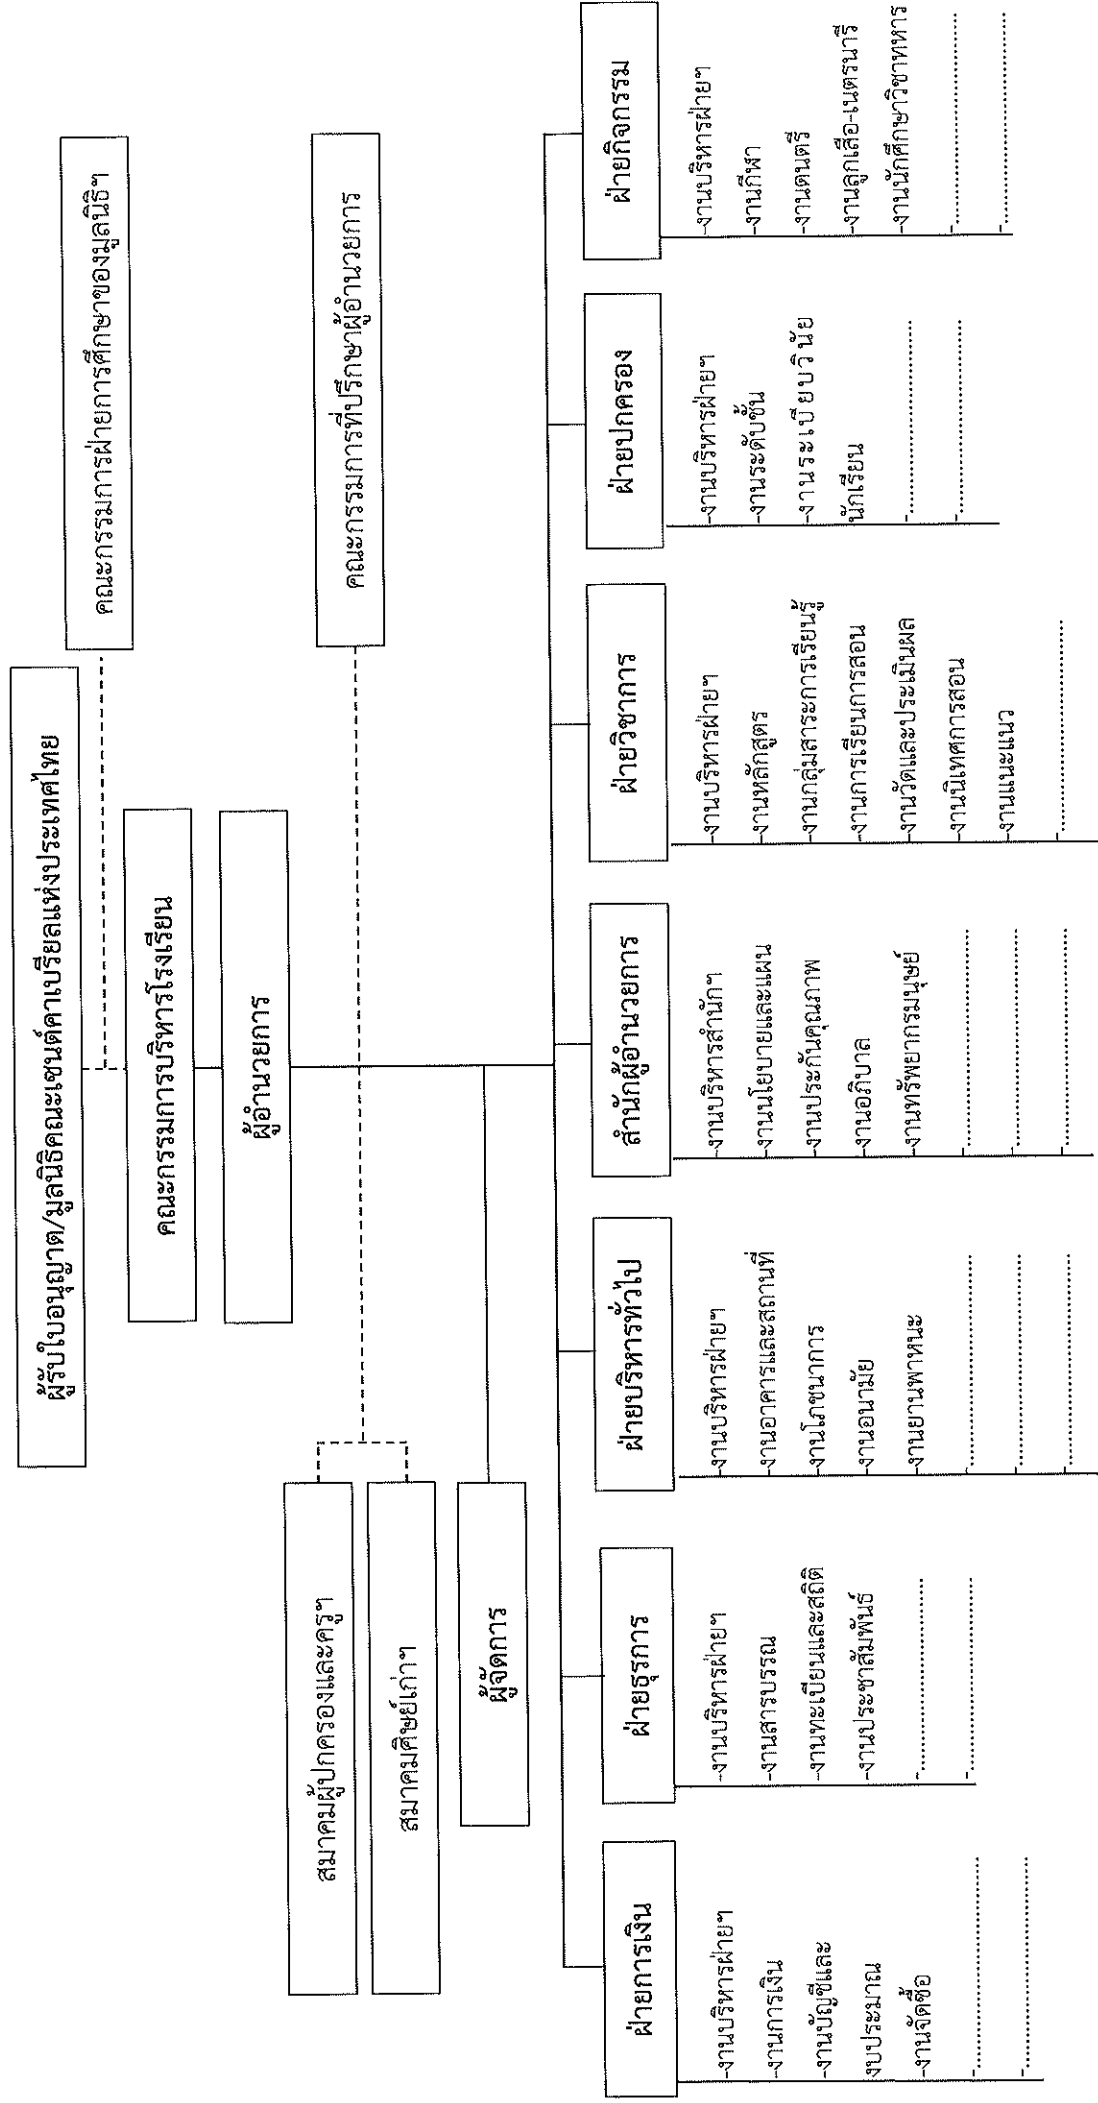 ผู้รับใบอนุญาต/มูลนิธิคณะเซนต์คาเบรียลแห่งประเทศไทย
คณะกรรมการฝ่ายการศึกษาของมูลนิธิฯ
คณะกรรมการบริหารโรงเรียน
ผู้อำนวยการ
สมาคมผู้ปกครองและครูฯ
คณะกรรมการที่ปรึกษาผู้อำนวยการ
สมาคมศิษย์เก่าฯ
ผู้จัดการ
ฝ่ายการเงิน
-งานบริหารฝ่ายฯ
-งานการเงิน
-งานบัญชีและ
งบประมาณ
-งานจัดซื้อ
-....................
-....................
ฝ่ายธุรการ
-งานบริหารฝ่ายฯ
-งานสารบรรณ
-งานทะเบียนและสถิติ
-งานประชาสัมพันธ์
-....................
-....................
ฝ่ายบริหารทั่วไป
-งานบริหารฝ่ายฯ
-งานอาคารและสถานที่
-งานโภชนาการ
-งานอนามัย
-งานยานพาหนะ
-....................
-....................
-....................
สำนักผู้อำนวยการ
-งานบริหารสำนักฯ
-งานนโยบายและแผน
-งานประกันคุณภาพ
-งานอภิบาล
-งานทรัพยากรมนุษย์
-....................
-....................
-....................
ฝ่ายวิชาการ
-งานบริหารฝ่ายฯ
-งานหลักสูตร
-งานกลุ่มสาระการเรียนรู้
-งานการเรียนการสอน
-งานวัดและประเมินผล
-งานนิเทศการสอน
-งานแนะแนว
-....................
ฝ่ายปกครอง
-งานบริหารฝ่ายฯ
-งานระดับชั้น
-งานระเบียบวินัย
นักเรียน
-....................
-....................
ฝ่ายกิจกรรม
-งานบริหารฝ่ายฯ
-งานกีฬา
-งานดนตรี
-งานลูกเสือ-เนตรนารี
-งานนักศึกษาวิชาทหาร
-....................
-....................